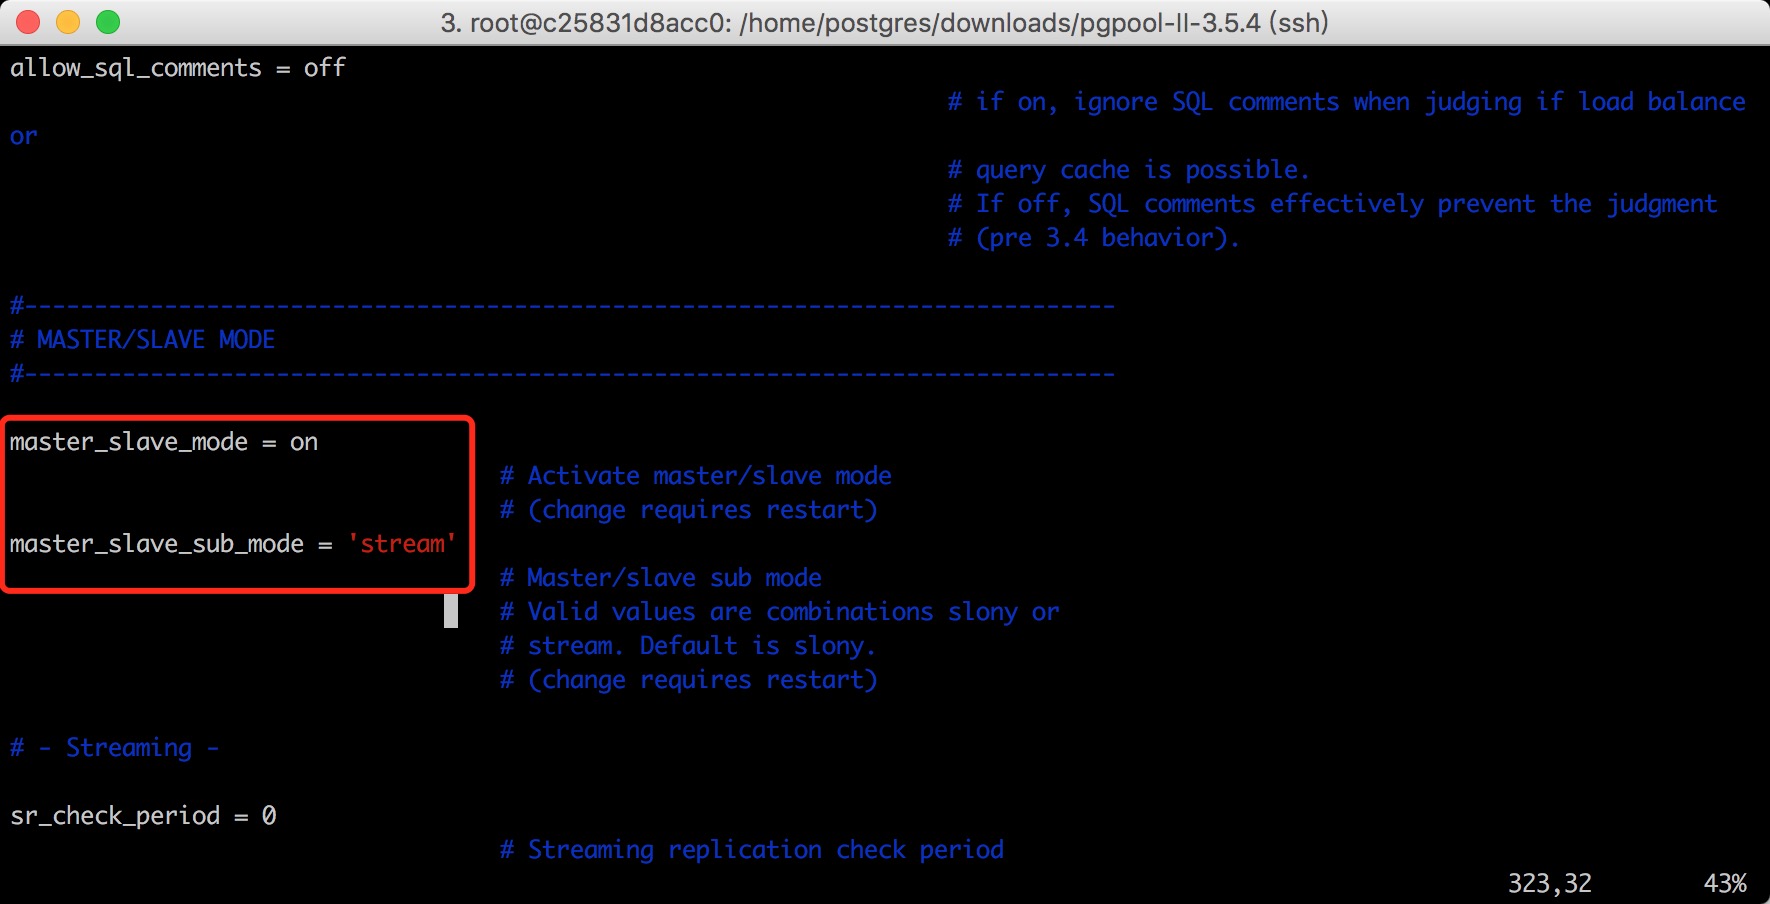 3. root@c25831d8acc0: /home/postgres/downloads/pgpool-II-3.5.4 (ssh)
allow_sql_comments = off
# if on, ignore SQL comments when judging if load balance
or
# query cache is possible.
# If off, SQL comments effectively prevent the judgment
# (pre 3.4 behavior).
#------------------------------------------------------------------------------
# MASTER/SLAVE MODE
#------------------------------------------------------------------------------
master_slave_mode = on
# Activate master/slave mode
# (change requires restart)
master_slave_sub_mode = 'stream'
# Master/slave sub mode
# Valid values are combinations slony or
# stream. Default is slony.
# (change requires restart)
# - Streaming -
sr_check_period = 0
# Streaming replication check period
323,32 43%